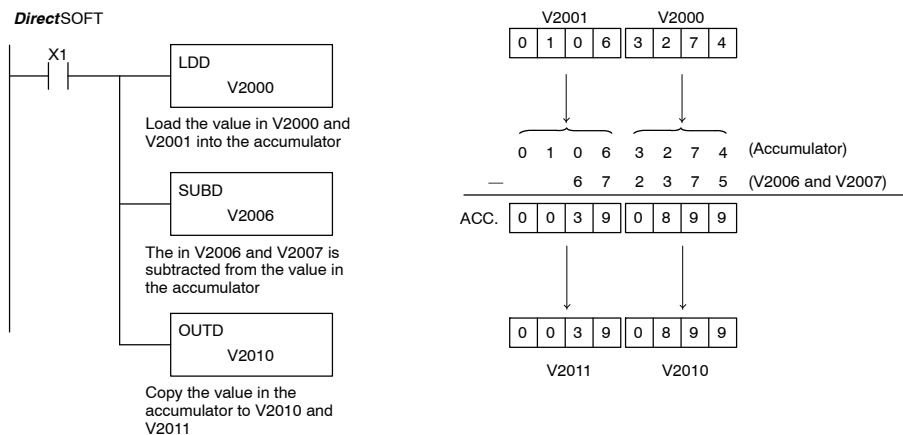 DirectSOFT
X1
LDD
V2000
Load the value in V2000 and
V2001 into the accumulator
SUBD
V2006
The in V2006 and V2007 is
subtracted from the value in
the accumulator
OUTD
V2010
Copy the value in the
accumulator to V2010 and
V2011
V2001 V2000
0 1 0 6 3 2 7 4
0 1 0 6 3 2 7 4 (Accumulator)
— 6 7 2 3 7 5 (V2006 and V2007)
ACC. 0 0 3 9 0 8 9 9
0 0 3 9 0 8 9 9
V2011 V2010